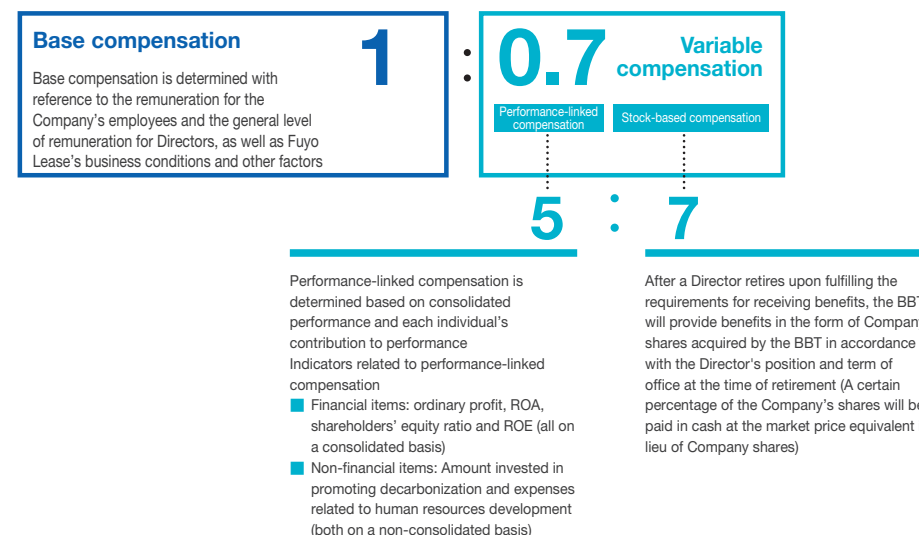 Base compensation
Base compensation is determined with
reference to the remuneration for the
Company's employees and the general level
of remuneration for Directors, as well as Fuyo
Lease's business conditions and other factors
1
:
0.7
Variable
compensation
Performance-linked
compensation
Stock-based compensation
5 : 7
Performance-linked compensation is
determined based on consolidated
performance and each individual's
contribution to performance
Indicators related to performance-linked
compensation
■ Financial items: ordinary profit, ROA,
shareholders' equity ratio and ROE (all on
a consolidated basis)
■ Non-financial items: Amount invested in
promoting decarbonization and expenses
related to human resources development
(both on a non-consolidated basis)
After a Director retires upon fulfilling the
requirements for receiving benefits, the BBT
will provide benefits in the form of Company
shares acquired by the BBT in accordance
with the Director's position and term of
office at the time of retirement (A certain
percentage of the Company's shares will be
paid in cash at the market price equivalent
lieu of Company shares)